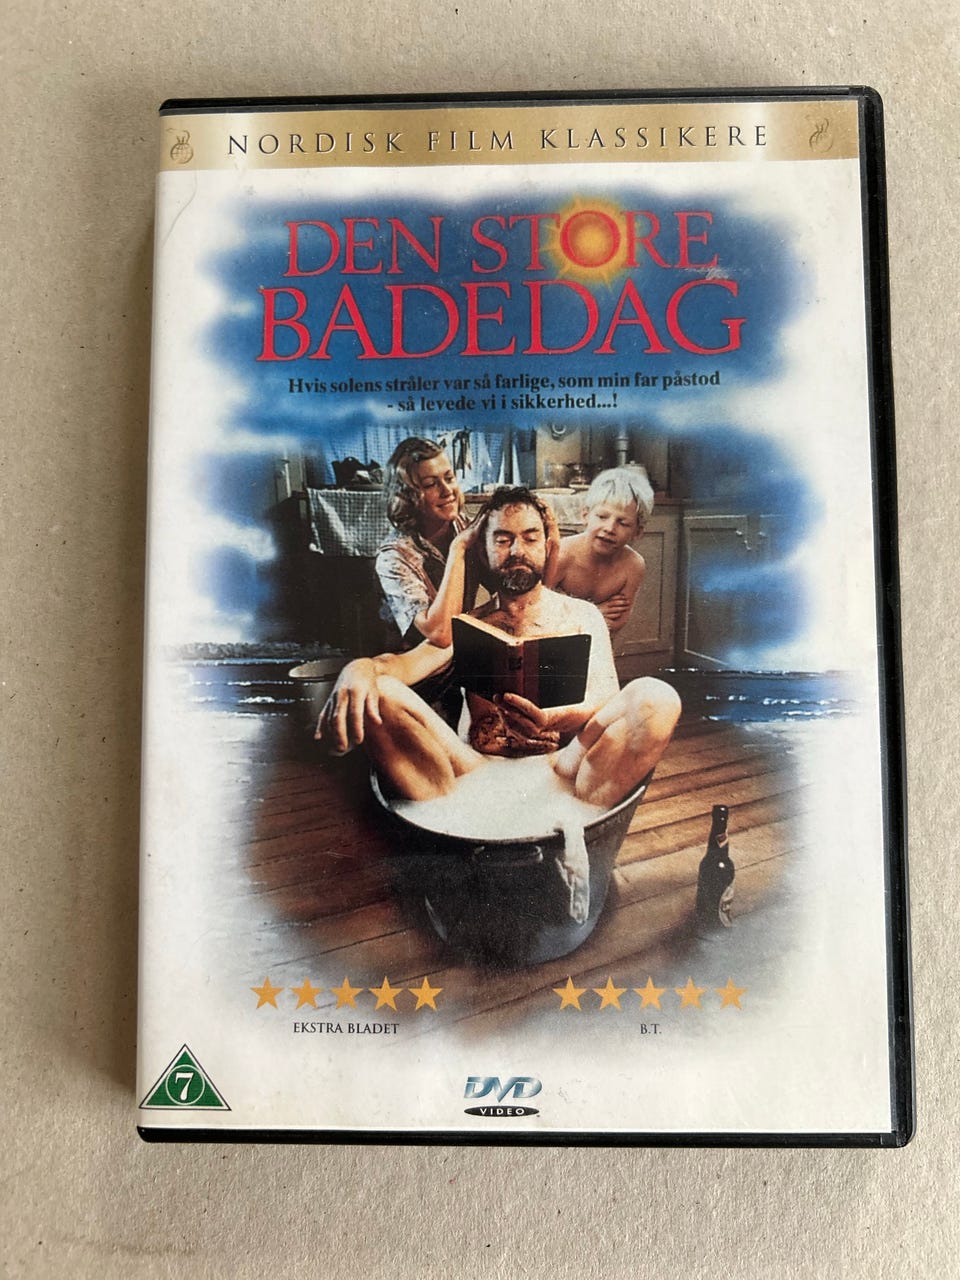 NORDISK FILM KLASSIKERE
DEN STORE
BADEDAG
Hvis solens stråler var så farlige, som min far påstod
- så levede vi i sikkerhed...!
EKSTRA BLADET
B.T.
7
DVD
VIDEO